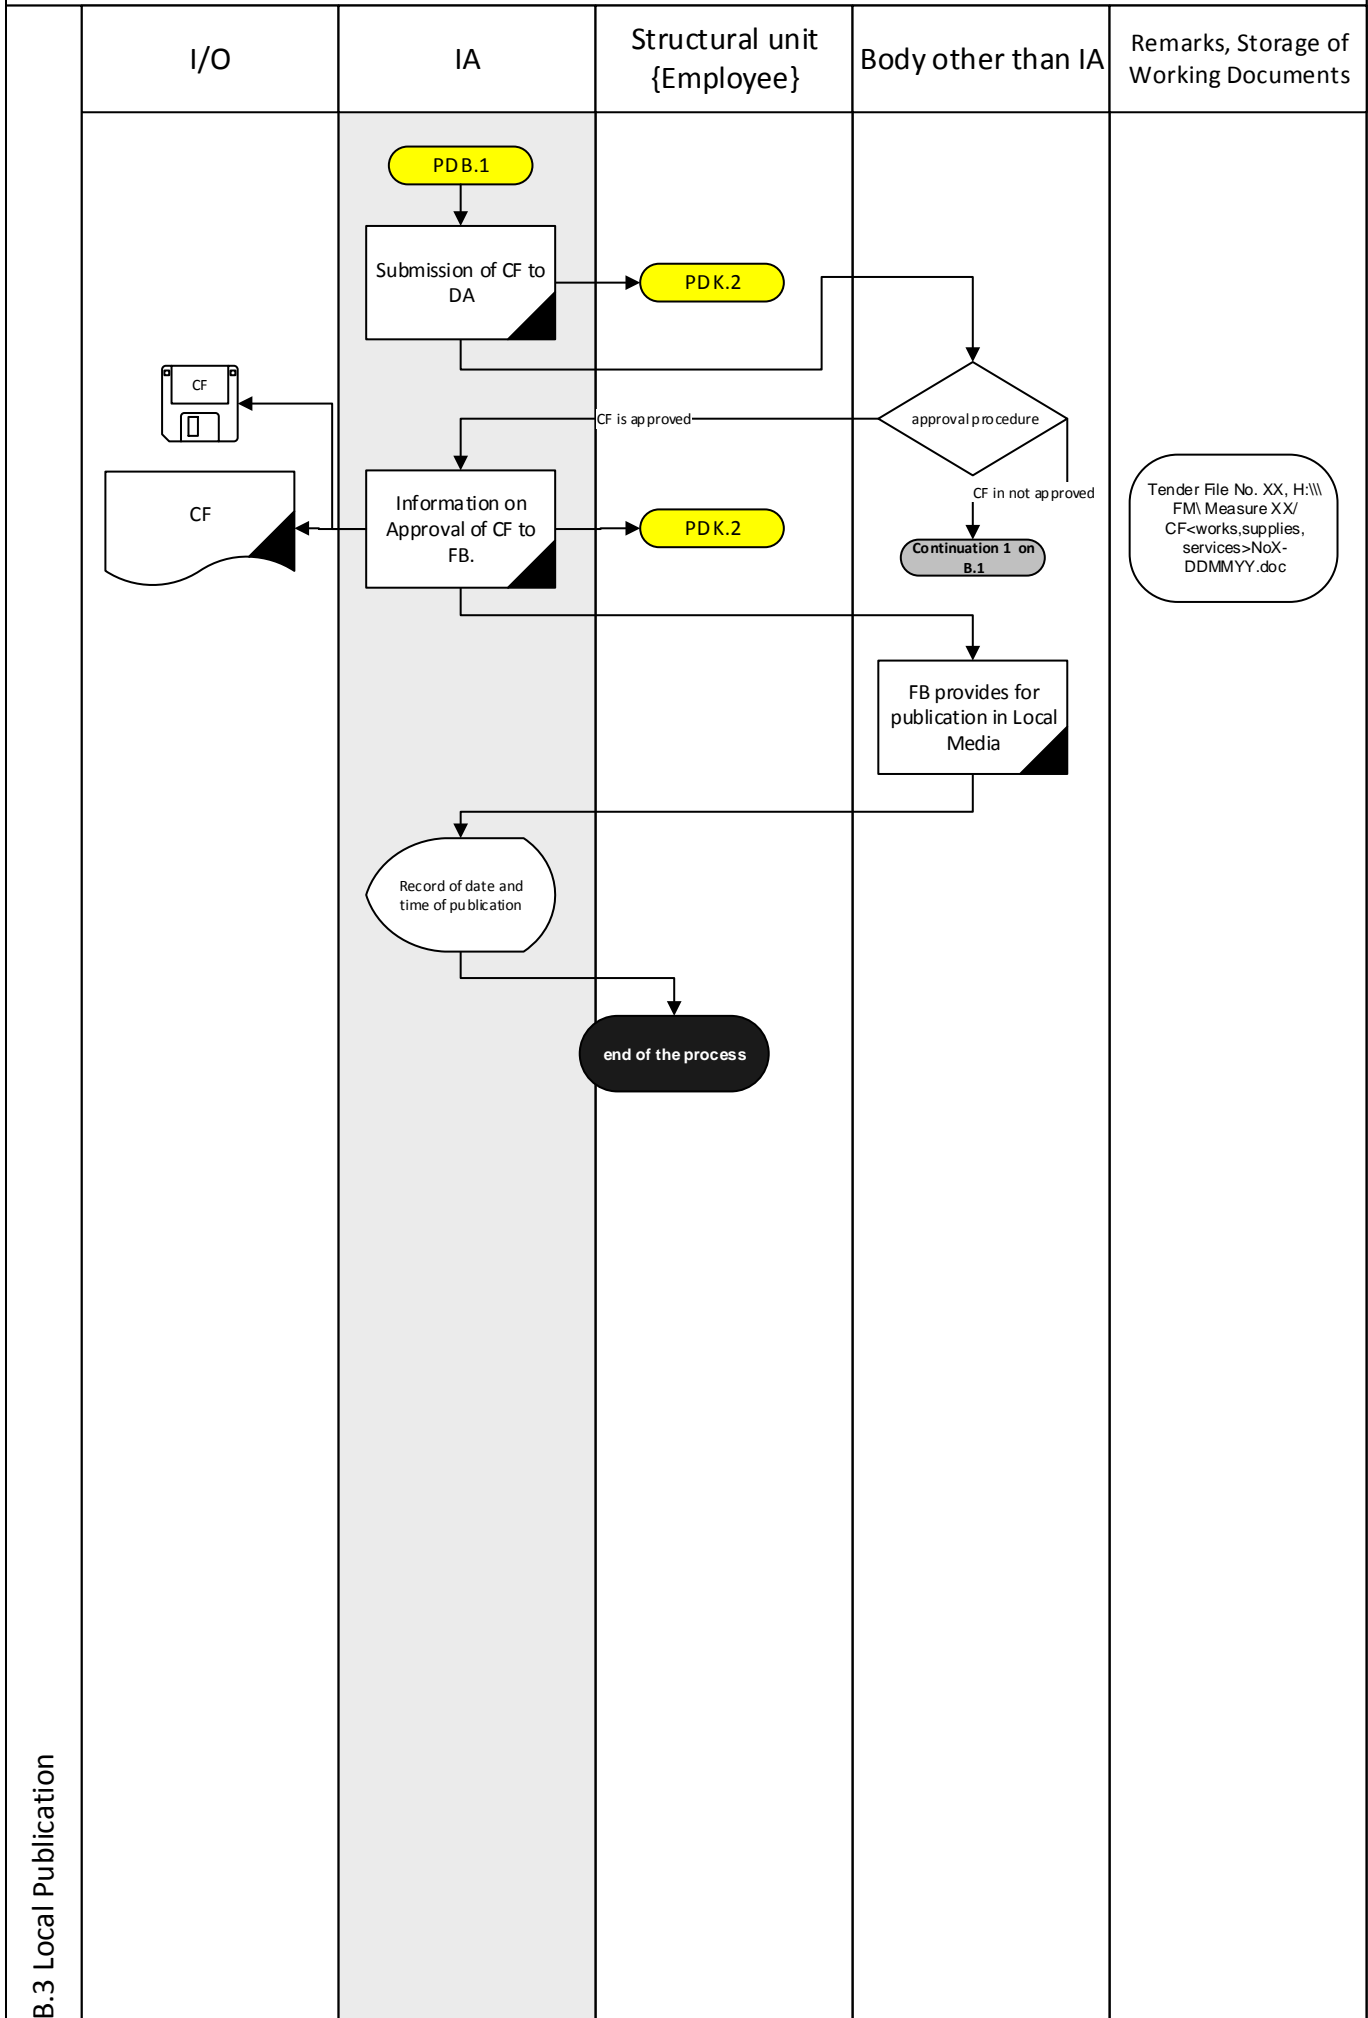 I/O
IA
Structural unit
{Employee}
Body other than IA
Remarks, Storage of
Working Documents
PDB.1
Submission of CF to
DA
PDK.2
CF
CF is approved
approval procedure
CF in not approved
CF
Information on
Approval of CF to
FB.
PDK.2
Continuation 1 on
B.1
Tender File No. XX, H:\\\
FM\ Measure XX/
CF<works,supplies,
services>NoX-
DDMMYY.doc
FB provides for
publication in Local
Media
Record of date and
time of publication
end of the process
B.3 Local Publication